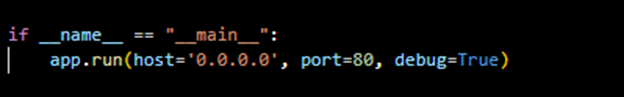 if __name__ == "__main__":
    app.run(host='0.0.0.0', port=80, debug=True)